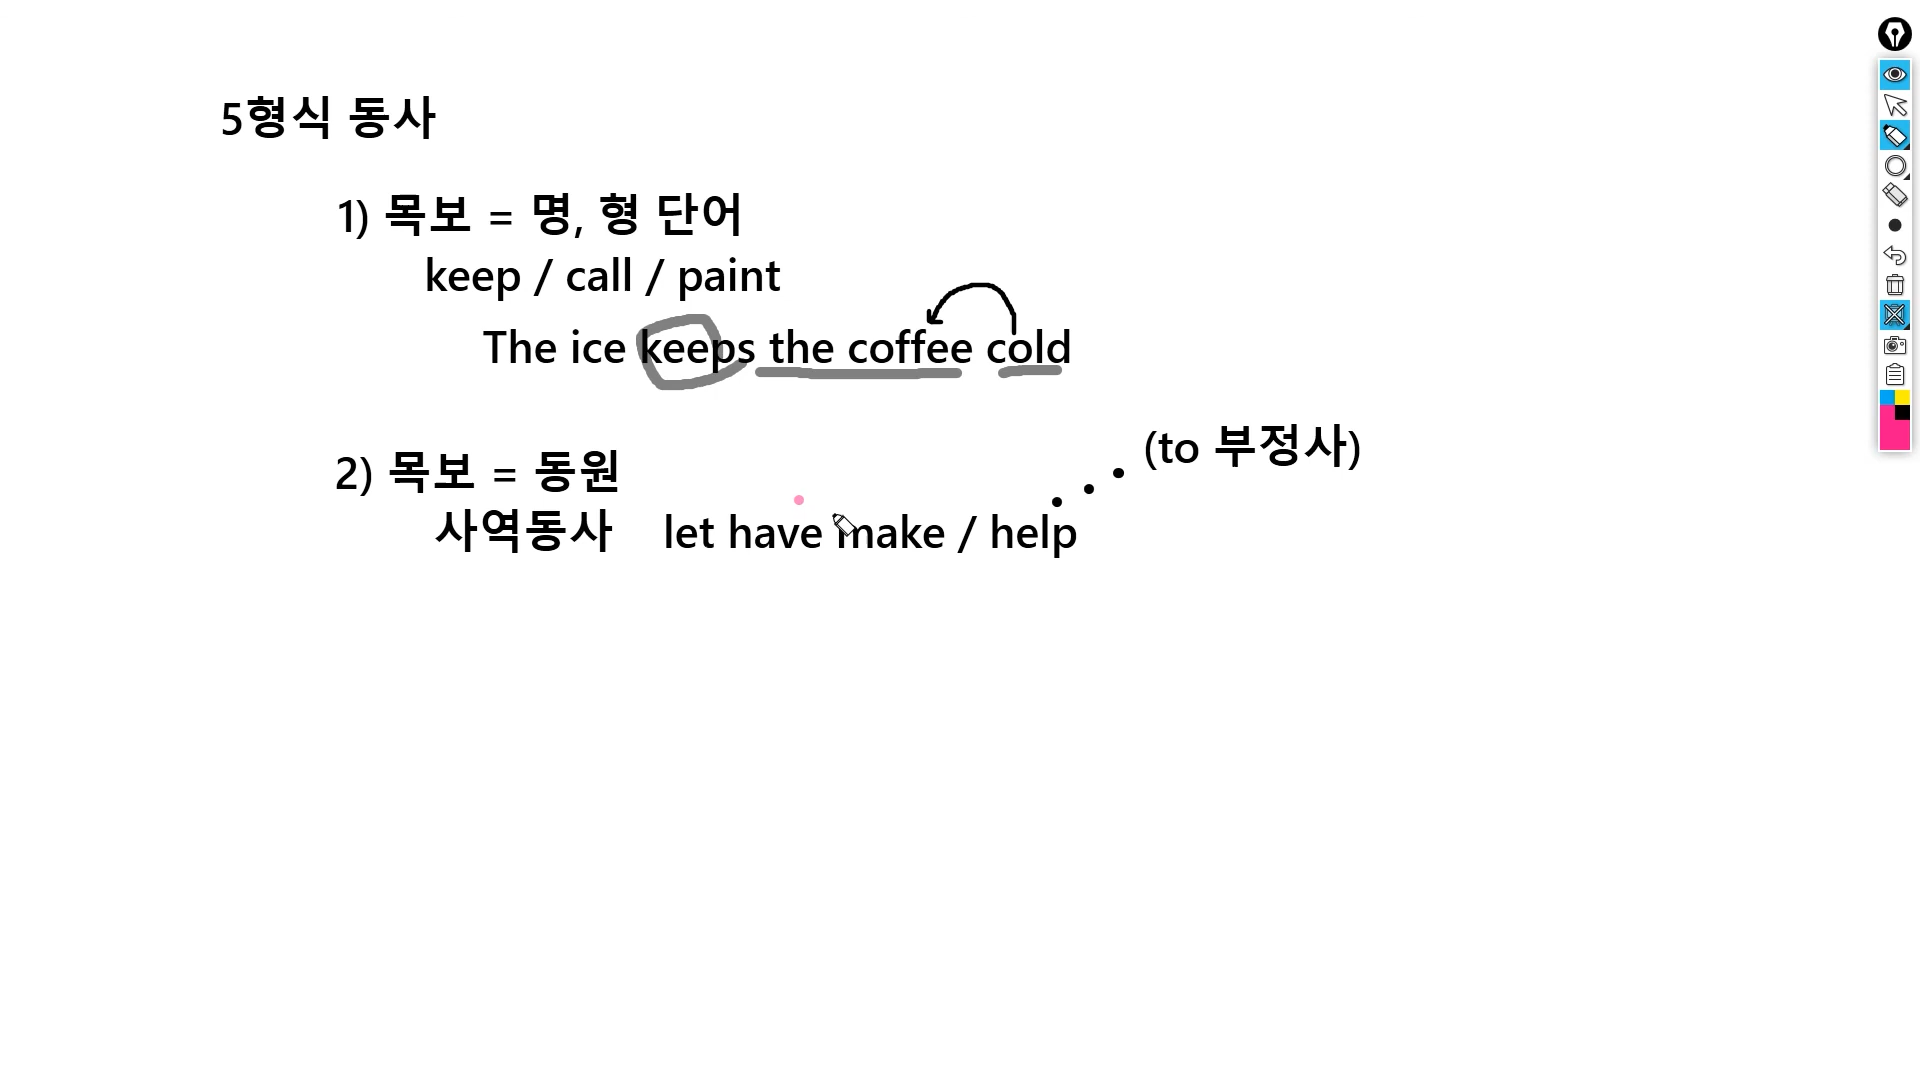 5형식 동사
1) 목보 = 명, 형 단어
keep / call / paint
The ice keeps the coffee cold
2) 목보 = 동원
(to 부정사)
사역동사 let have make / help